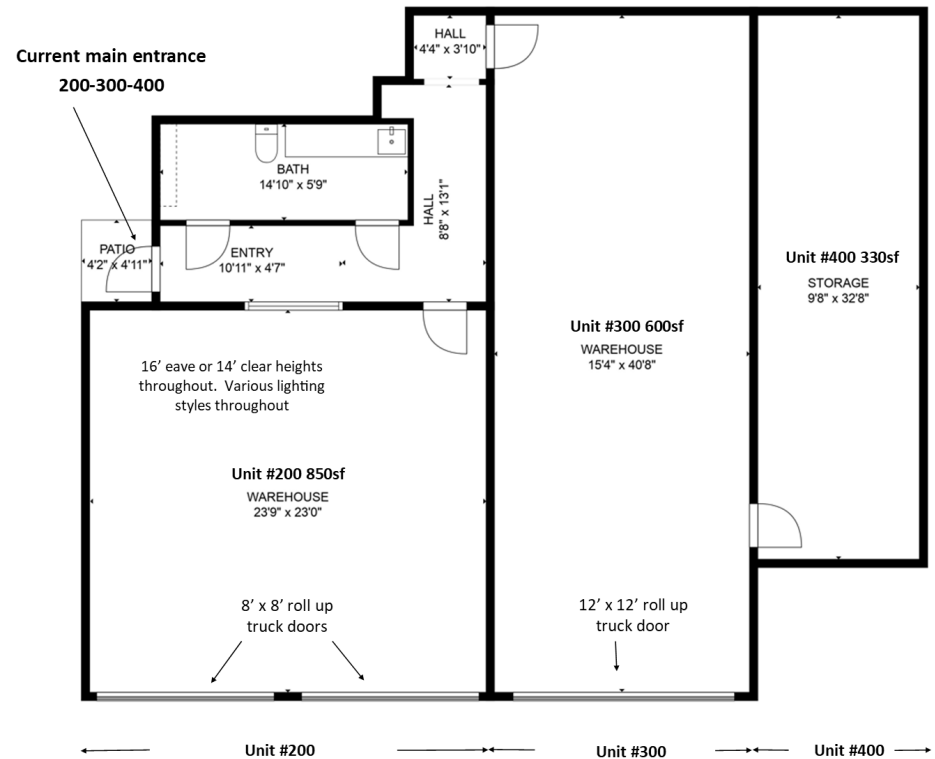 Current main entrance
200-300-400
HALL
4'4" x 3'10"
BATH
14'10" x 5'9"
HALL
8'8" x 13'1"
PATIO
4'2" x 4'11"
ENTRY
10'11" x 4'7"
Unit #400 330sf
STORAGE
9'8" x 32'8"
Unit #300 600sf
WAREHOUSE
15'4" x 40'8"
16’ eave or 14’ clear heights
throughout.  Various lighting
styles throughout
Unit #200 850sf
WAREHOUSE
23'9" x 23'0"
8’ x 8’ roll up
truck doors
12’ x 12’ roll up
truck door
Unit #200
Unit #300
Unit #400